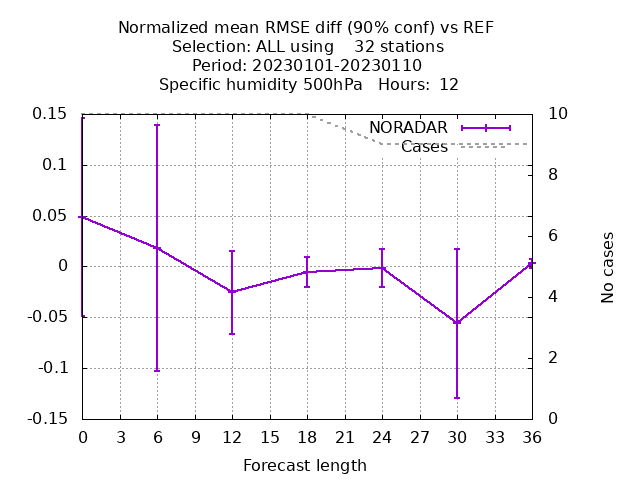 Normalized mean RMSE diff (90% conf) vs REF
Selection: ALL using    32 stations
Period: 20230101-20230110
Specific humidity 500hPa   Hours:  12
NORADAR
Cases
0.15
0.1
0.05
0
-0.05
-0.1
-0.15
10
8
6
4
2
0
No cases
0 3 6 9 12 15 18 21 24 27 30 33 36
Forecast length